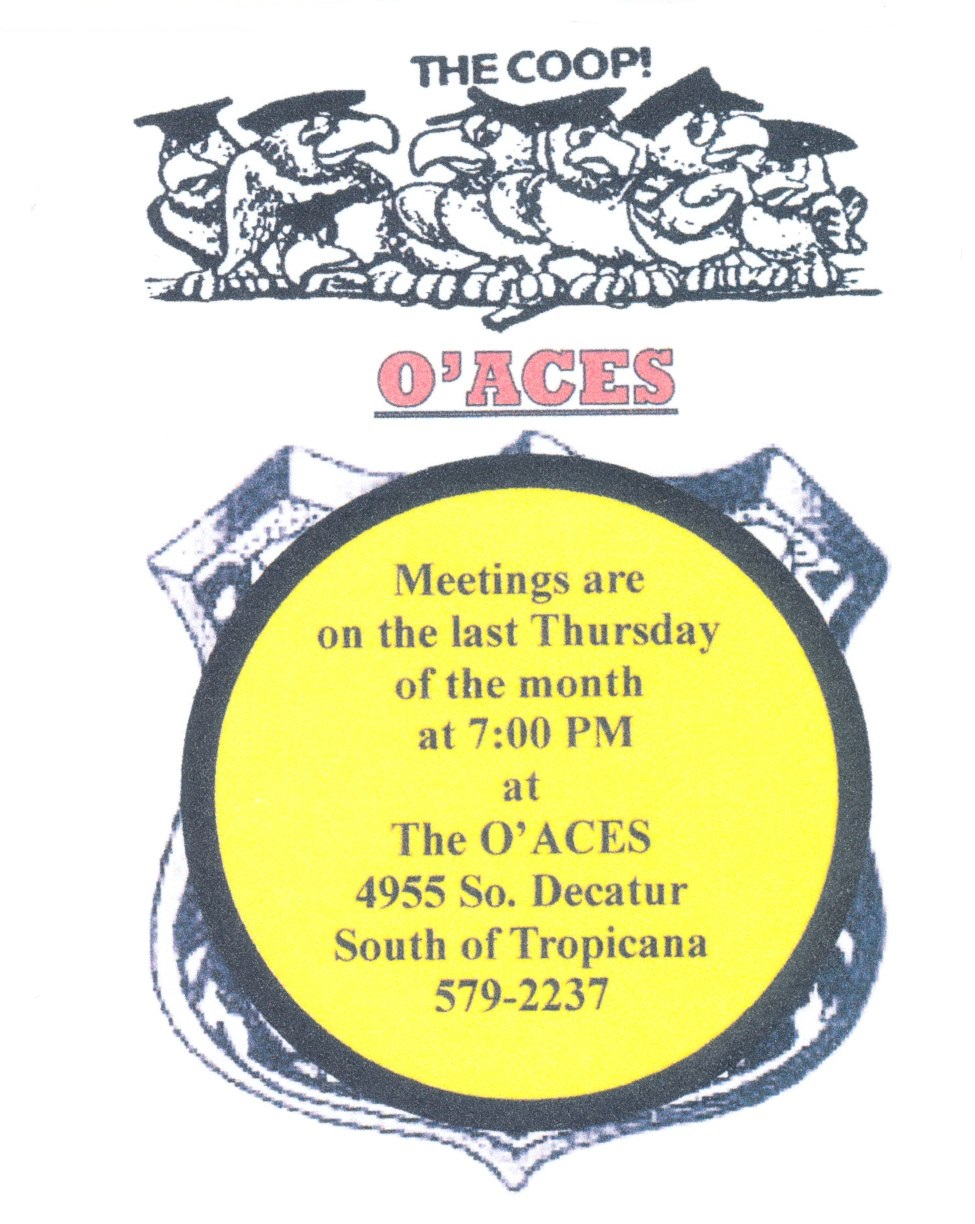 THE COOP!
O'ACES
Meetings are
on the last Thursday
of the month
at 7:00 PM
at
The O'ACES
4955 So. Decatur
South of Tropicana
579-2237